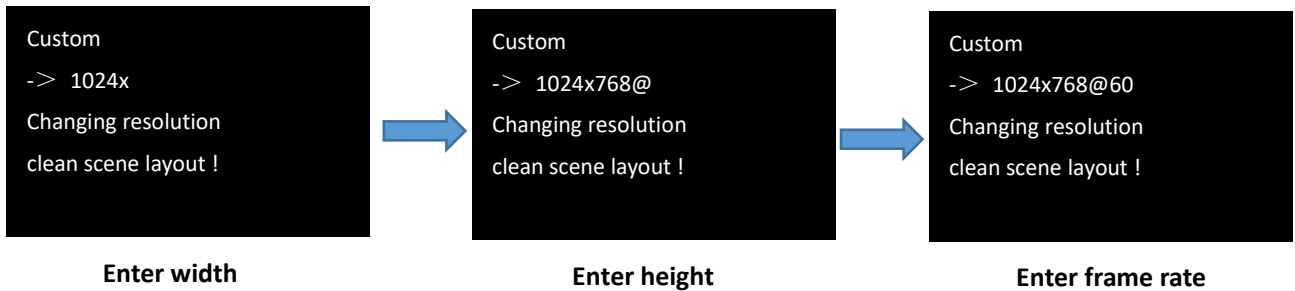 Custom
-> 1024x
Changing resolution
clean scene layout !
Enter width
Custom
-> 1024x768@
Changing resolution
clean scene layout !
Enter height
Custom
-> 1024x768@60
Changing resolution
clean scene layout !
Enter frame rate